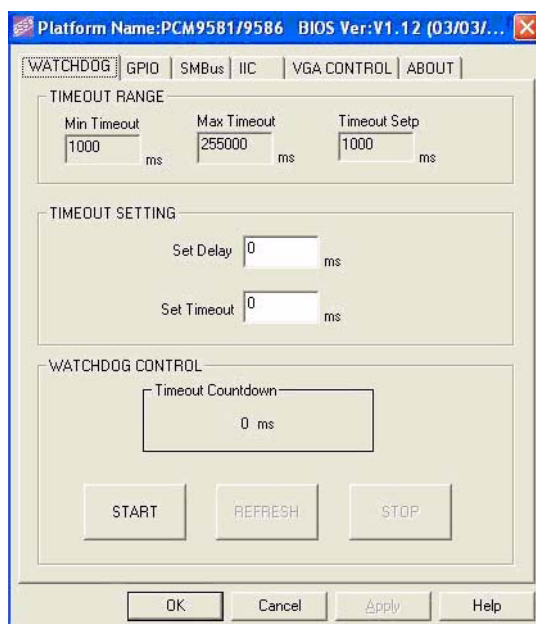 Platform Name:PCM9581/9586 BIOS Ver:V1.12 (03/03/...
WATCHDOG GPIO SMBus IIC VGA CONTROL ABOUT
TIMEOUT RANGE
Min Timeout Max Timeout Timeout Setp
1000 ms 255000 ms 1000 ms
TIMEOUT SETTING
Set Delay 0 ms
Set Timeout 0 ms
WATCHDOG CONTROL
Timeout Countdown
0 ms
START REFRESH STOP
OK Cancel Apply Help